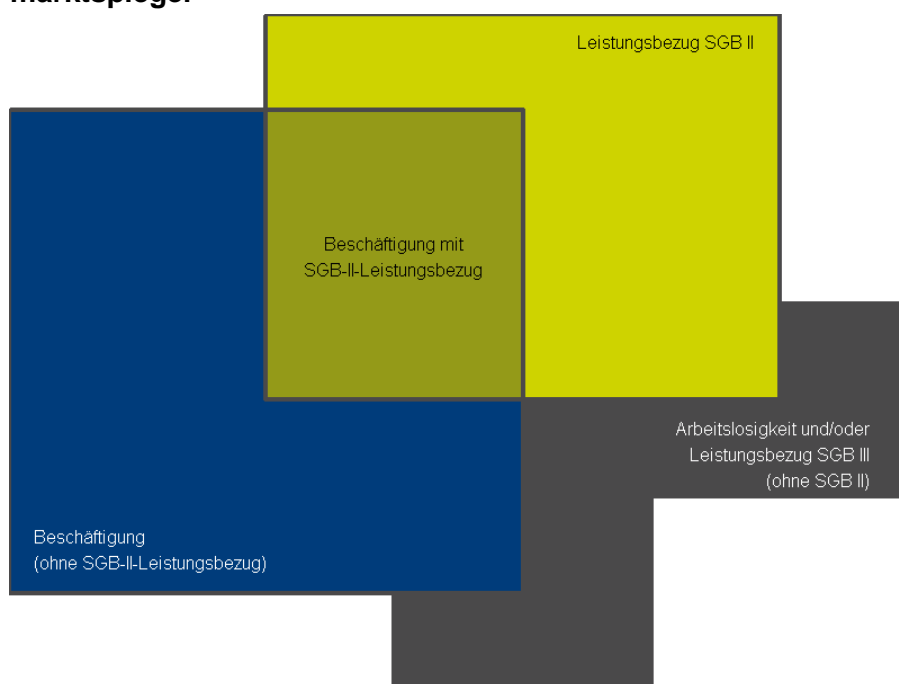 marktspiegel
Leistungsbezug SGB II
Beschäftigung mit
SGB-II-Leistungsbezug
Arbeitslosigkeit und/oder
Leistungsbezug SGB III
(ohne SGB II)
Beschäftigung
(ohne SGB-II-Leistungsbezug)